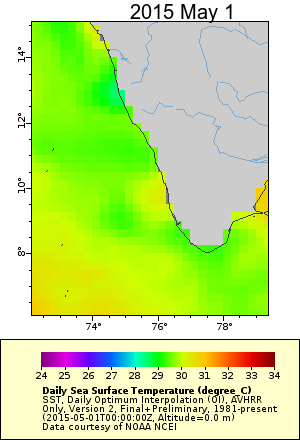 2015 May 1
14°
12°
10°
8°
74° 76° 78°
24 25 26 27 28 29 30 31 32 33 34
Daily Sea Surface Temperature (degree_C)
SST, Daily Optimum Interpolation (OI), AVHRR
Only, Version 2, Final+Preliminary, 1981-present
(2015-05-01T00:00:00Z, Altitude=0.0 m)
Data courtesy of NOAA NCEI